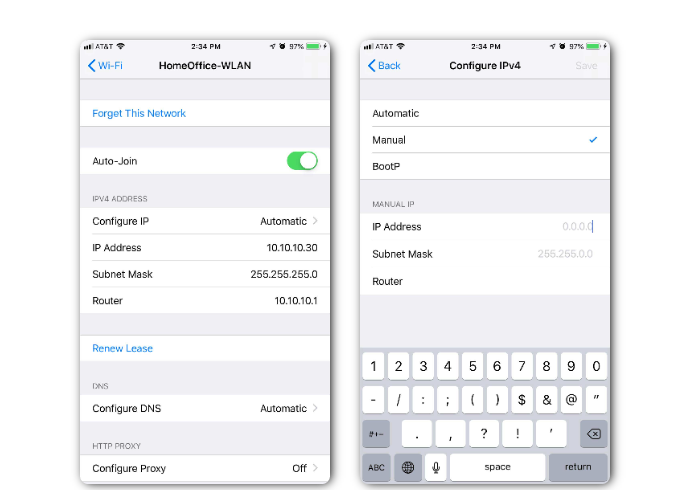 AT&T 2:34 PM 97%
Wi-Fi HomeOffice-WLAN
Forget This Network
Auto-Join
IPV4 ADDRESS
Configure IP Automatic
IP Address 10.10.10.30
Subnet Mask 255.255.255.0
Router 10.10.10.1
Renew Lease
DNS
Configure DNS Automatic
HTTP PROXY
Configure Proxy Off
AT&T 2:34 PM 97%
Back Configure IPv4 Save
Automatic
Manual
BootP
MANUAL IP
IP Address 0.0.0.0
Subnet Mask 255.255.0.0
Router
1 2 3 4 5 6 7 8 9 0
- / : ; ( ) $ & @ "
#+= . , ? ! '
ABC space return